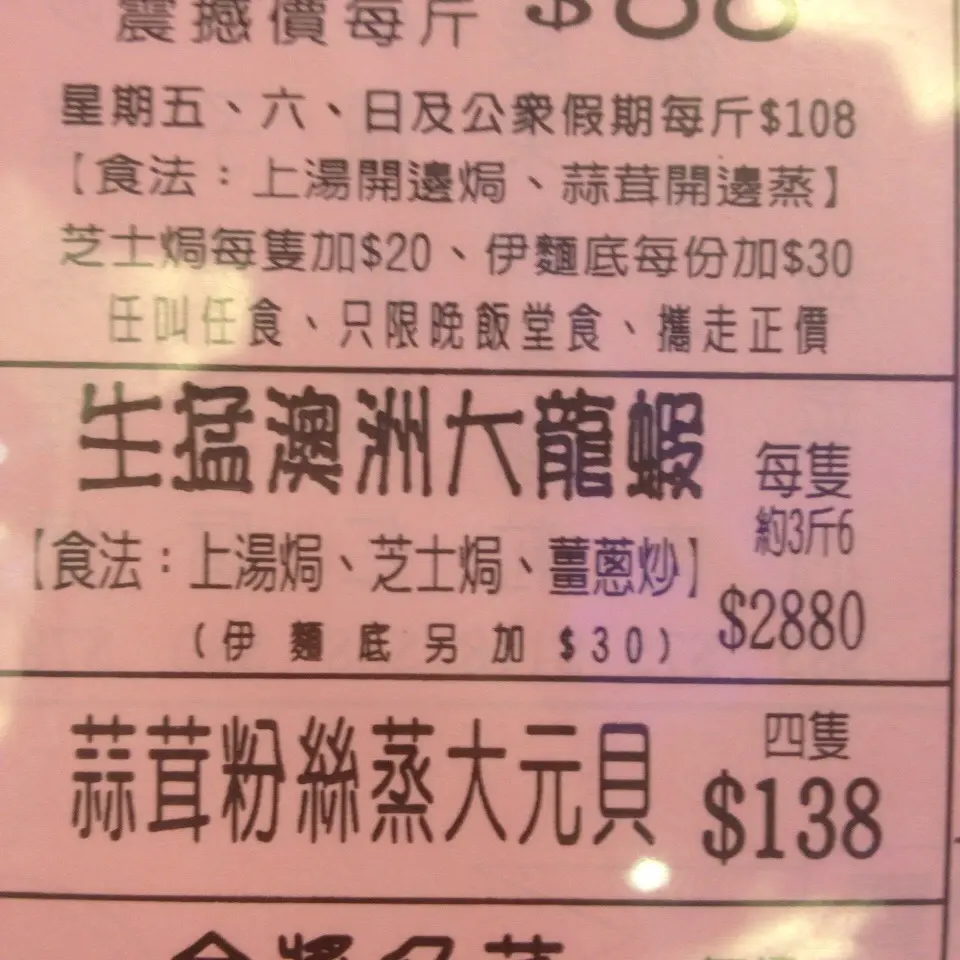 震撼價每斤
星期五、六、日及公眾假期每斤$108
【食法：上湯開邊焗、蒜茸開邊蒸】
芝士焗每隻加$20、伊麵底每份加$30
任叫任食、只限晚飯堂食、攜走正價
生猛澳洲大龍蝦
每隻
約3斤6
$2880
【食法：上湯焗、芝士焗、薑蔥炒】
（伊麵底另加$30）
蒜茸粉絲蒸大元貝
四隻
$138